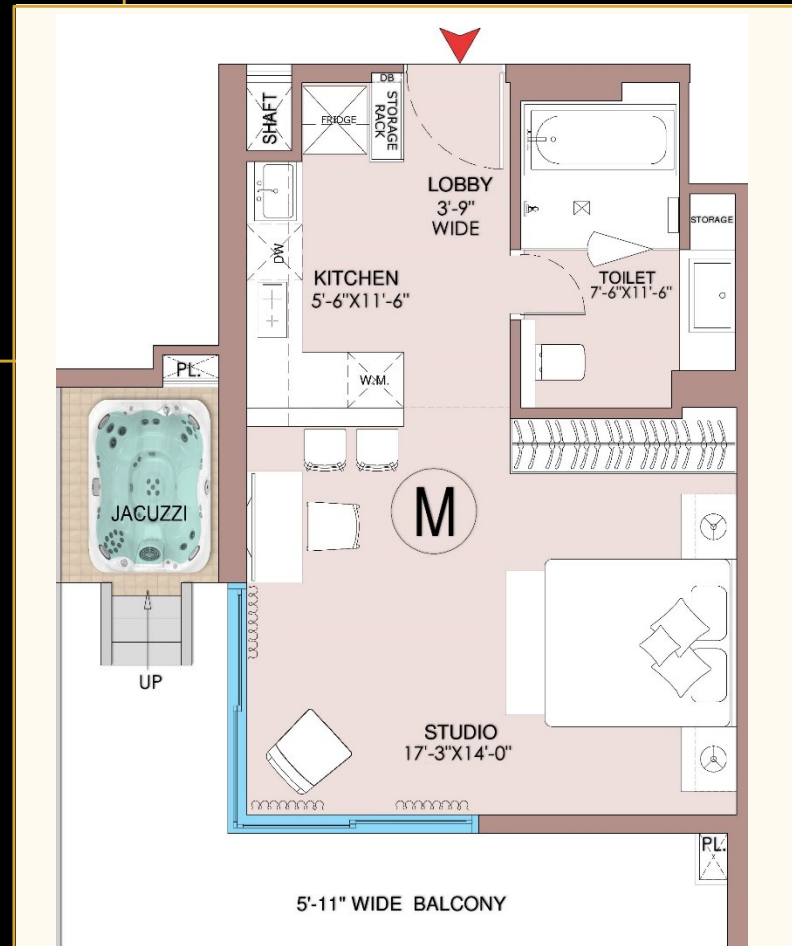 DB
SHAFT
FRIDGE
STORAGE
RACK
LOBBY
3'-9"
WIDE
STORAGE
DW
KITCHEN
5'-6"X11'-6"
TOILET
7'-6"X11'-6"
PL.
W.M.
JACUZZI
M
UP
STUDIO
17'-3"X14'-0"
PL.
5'-11" WIDE BALCONY